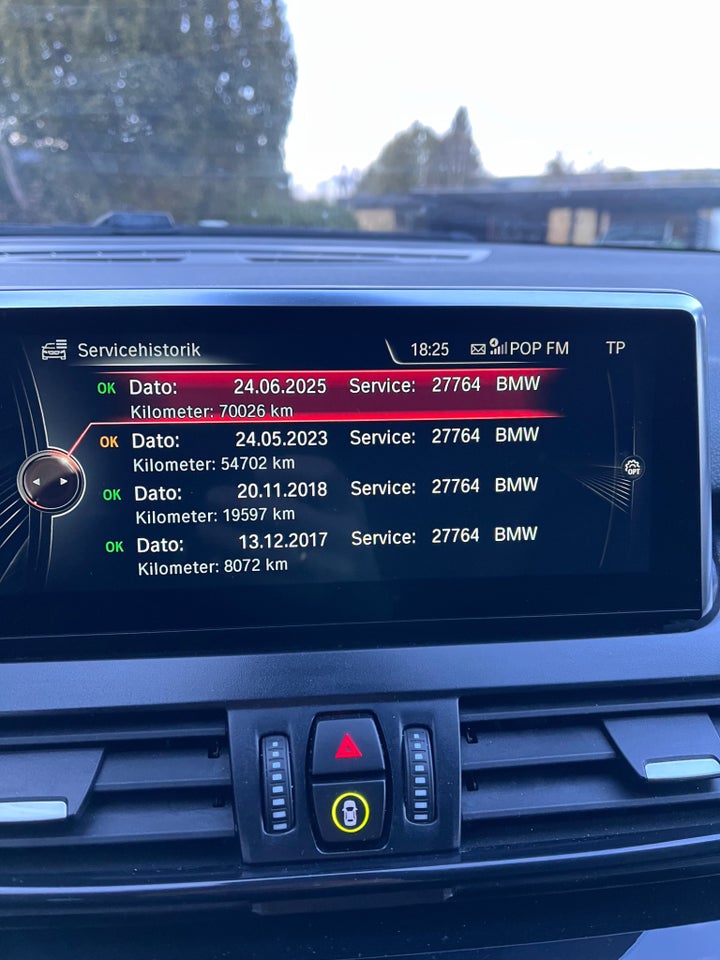 Servicehistorik 18:25 POP FM TP
OK Dato: 24.06.2025 Service: 27764 BMW
Kilometer: 70026 km
OK Dato: 24.05.2023 Service: 27764 BMW
Kilometer: 54702 km
OPT
OK Dato: 20.11.2018 Service: 27764 BMW
Kilometer: 19597 km
OK Dato: 13.12.2017 Service: 27764 BMW
Kilometer: 8072 km